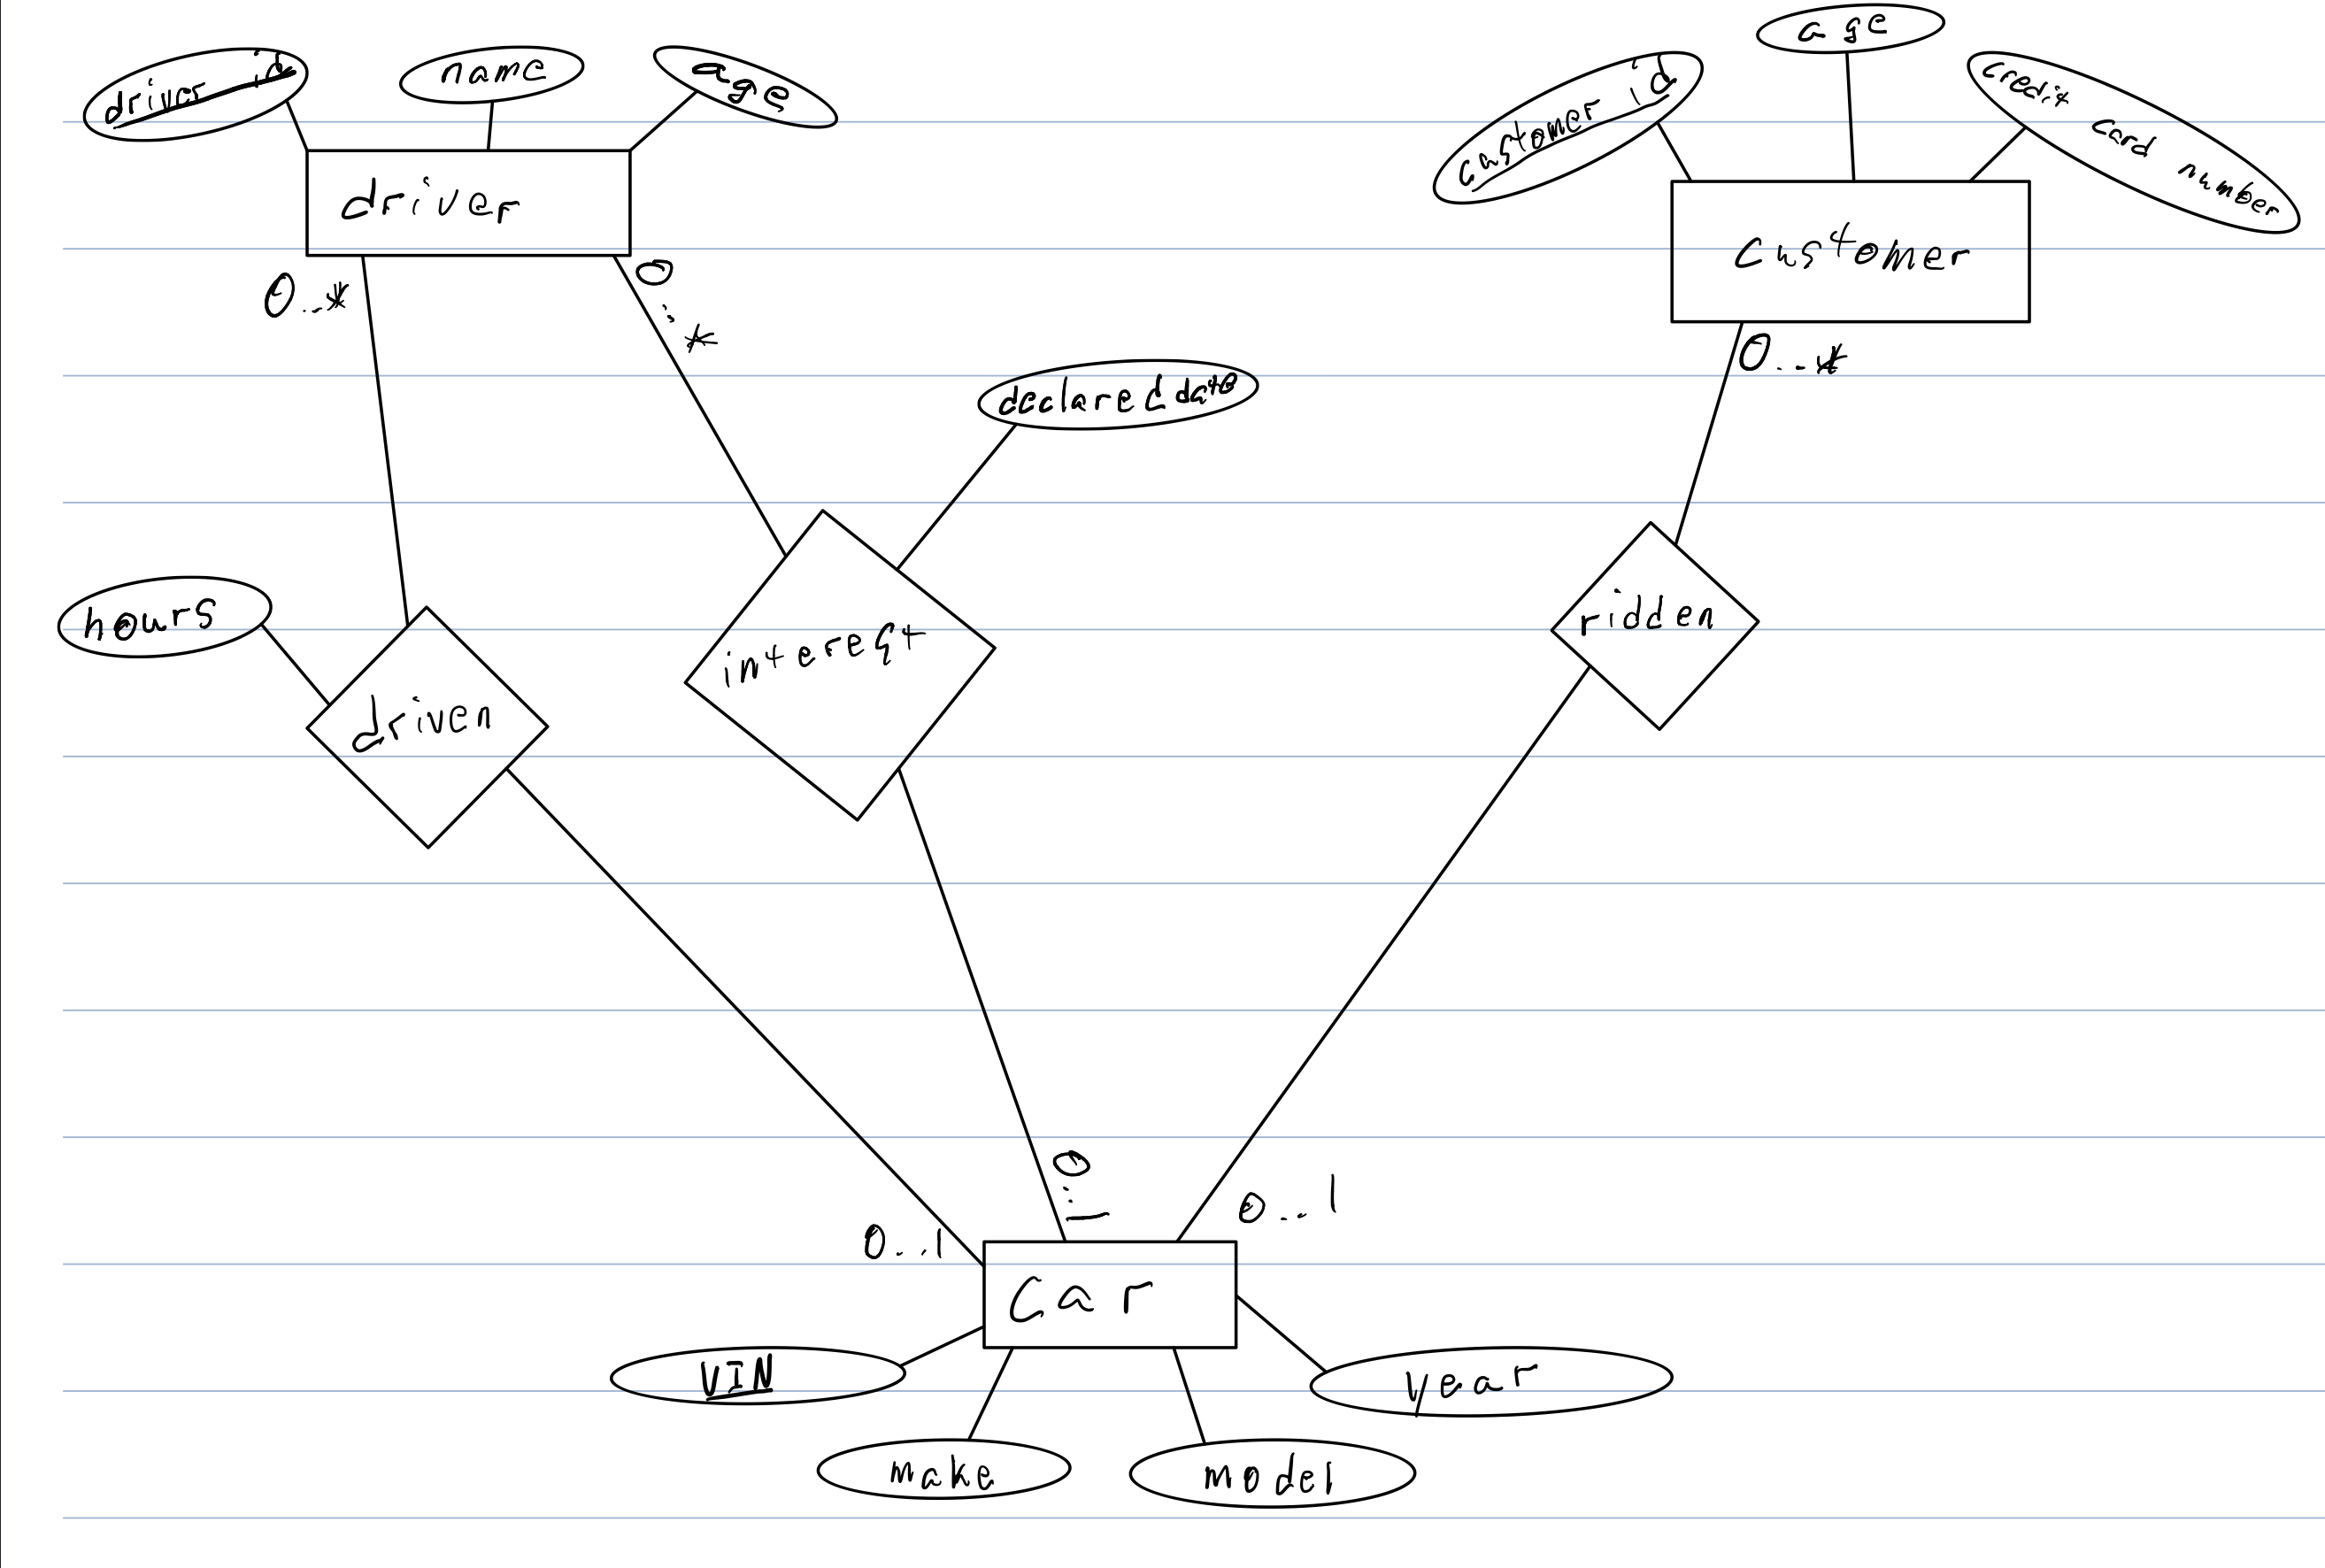 driver id
name
age
customer id
age
credit card number
driver
customer
0..*
0..*
0..*
declared date
hours
driven
interest
ridden
0..1
0..1
0..1
Car
VIN
year
make
model